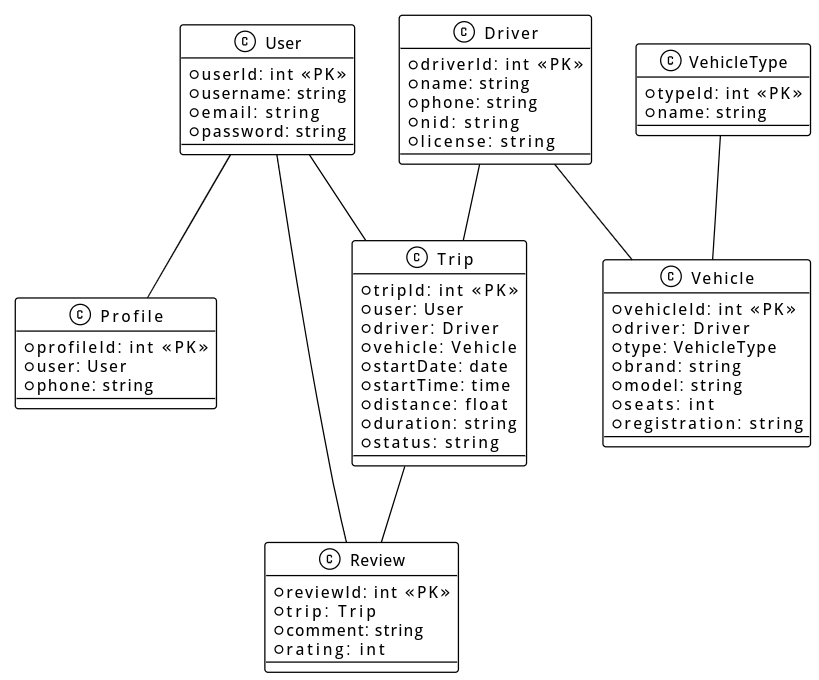 C User
userId: int «PK»
username: string
email: string
password: string
C Driver
driverId: int «PK»
name: string
phone: string
nid: string
license: string
C VehicleType
typeId: int «PK»
name: string
C Profile
profileId: int «PK»
user: User
phone: string
C Trip
tripId: int «PK»
user: User
driver: Driver
vehicle: Vehicle
startDate: date
startTime: time
distance: float
duration: string
status: string
C Vehicle
vehicleId: int «PK»
driver: Driver
type: VehicleType
brand: string
model: string
seats: int
registration: string
C Review
reviewId: int «PK»
trip: Trip
comment: string
rating: int